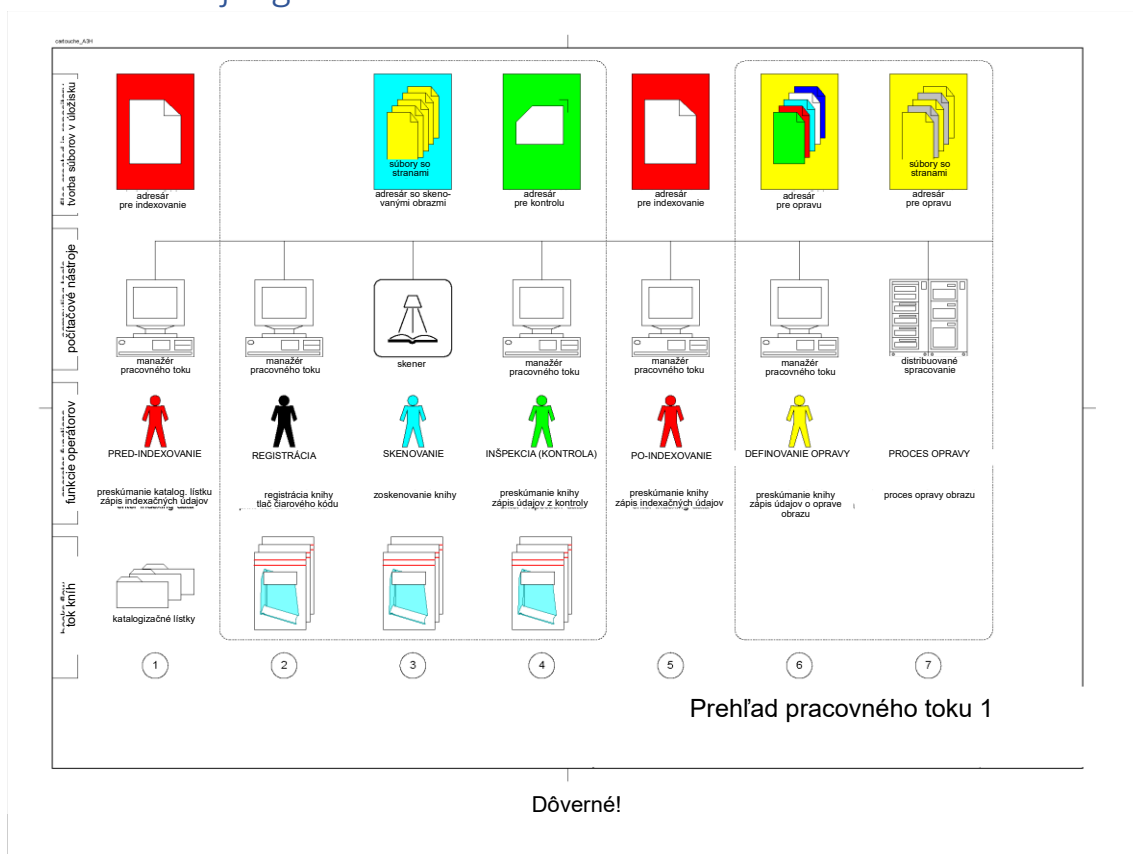 cartouche_A3H
tvorba súborov v úložisku
súbory so
stranami
súbory so
stranami
adresár
pre indexovanie
adresár so skeno-
vanými obrazmi
adresár
pre kontrolu
adresár
pre indexovanie
adresár
pre opravu
adresár
pre opravu
počítačové nástroje
manažér
pracovného toku
manažér
pracovného toku
skener
manažér
pracovného toku
manažér
pracovného toku
manažér
pracovného toku
distribuované
spracovanie
funkcie operátorov
PRED-INDEXOVANIE
REGISTRÁCIA
SKENOVANIE
INŠPEKCIA (KONTROLA)
PO-INDEXOVANIE
DEFINOVANIE OPRAVY
PROCES OPRAVY
preskúmanie katalog. lístku
zápis indexačných údajov
registrácia knihy
tlač čiarového kódu
zoskenovanie knihy
preskúmanie knihy
zápis údajov z kontroly
preskúmanie knihy
zápis indexačných údajov
preskúmanie knihy
zápis údajov o oprave
obrazu
proces opravy obrazu
tok kníh
katalogizačné lístky
1
2
3
4
5
6
7
Prehľad pracovného toku 1
Dôverné!